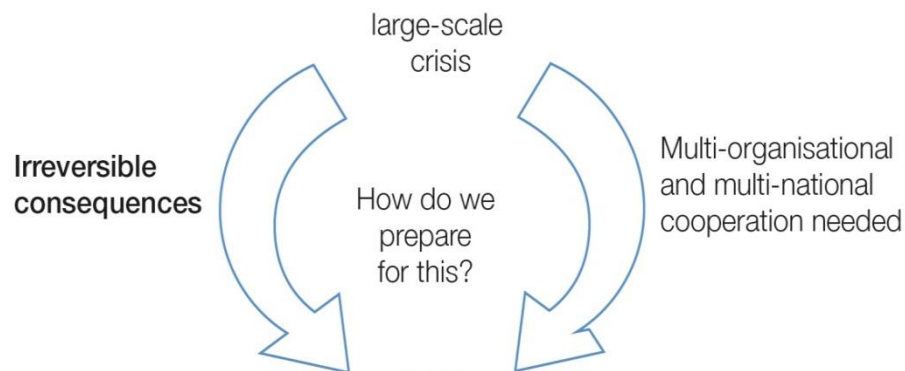 large-scale
crisis
Irreversible
consequences
How do we
prepare
for this?
Multi-organisational
and multi-national
cooperation needed